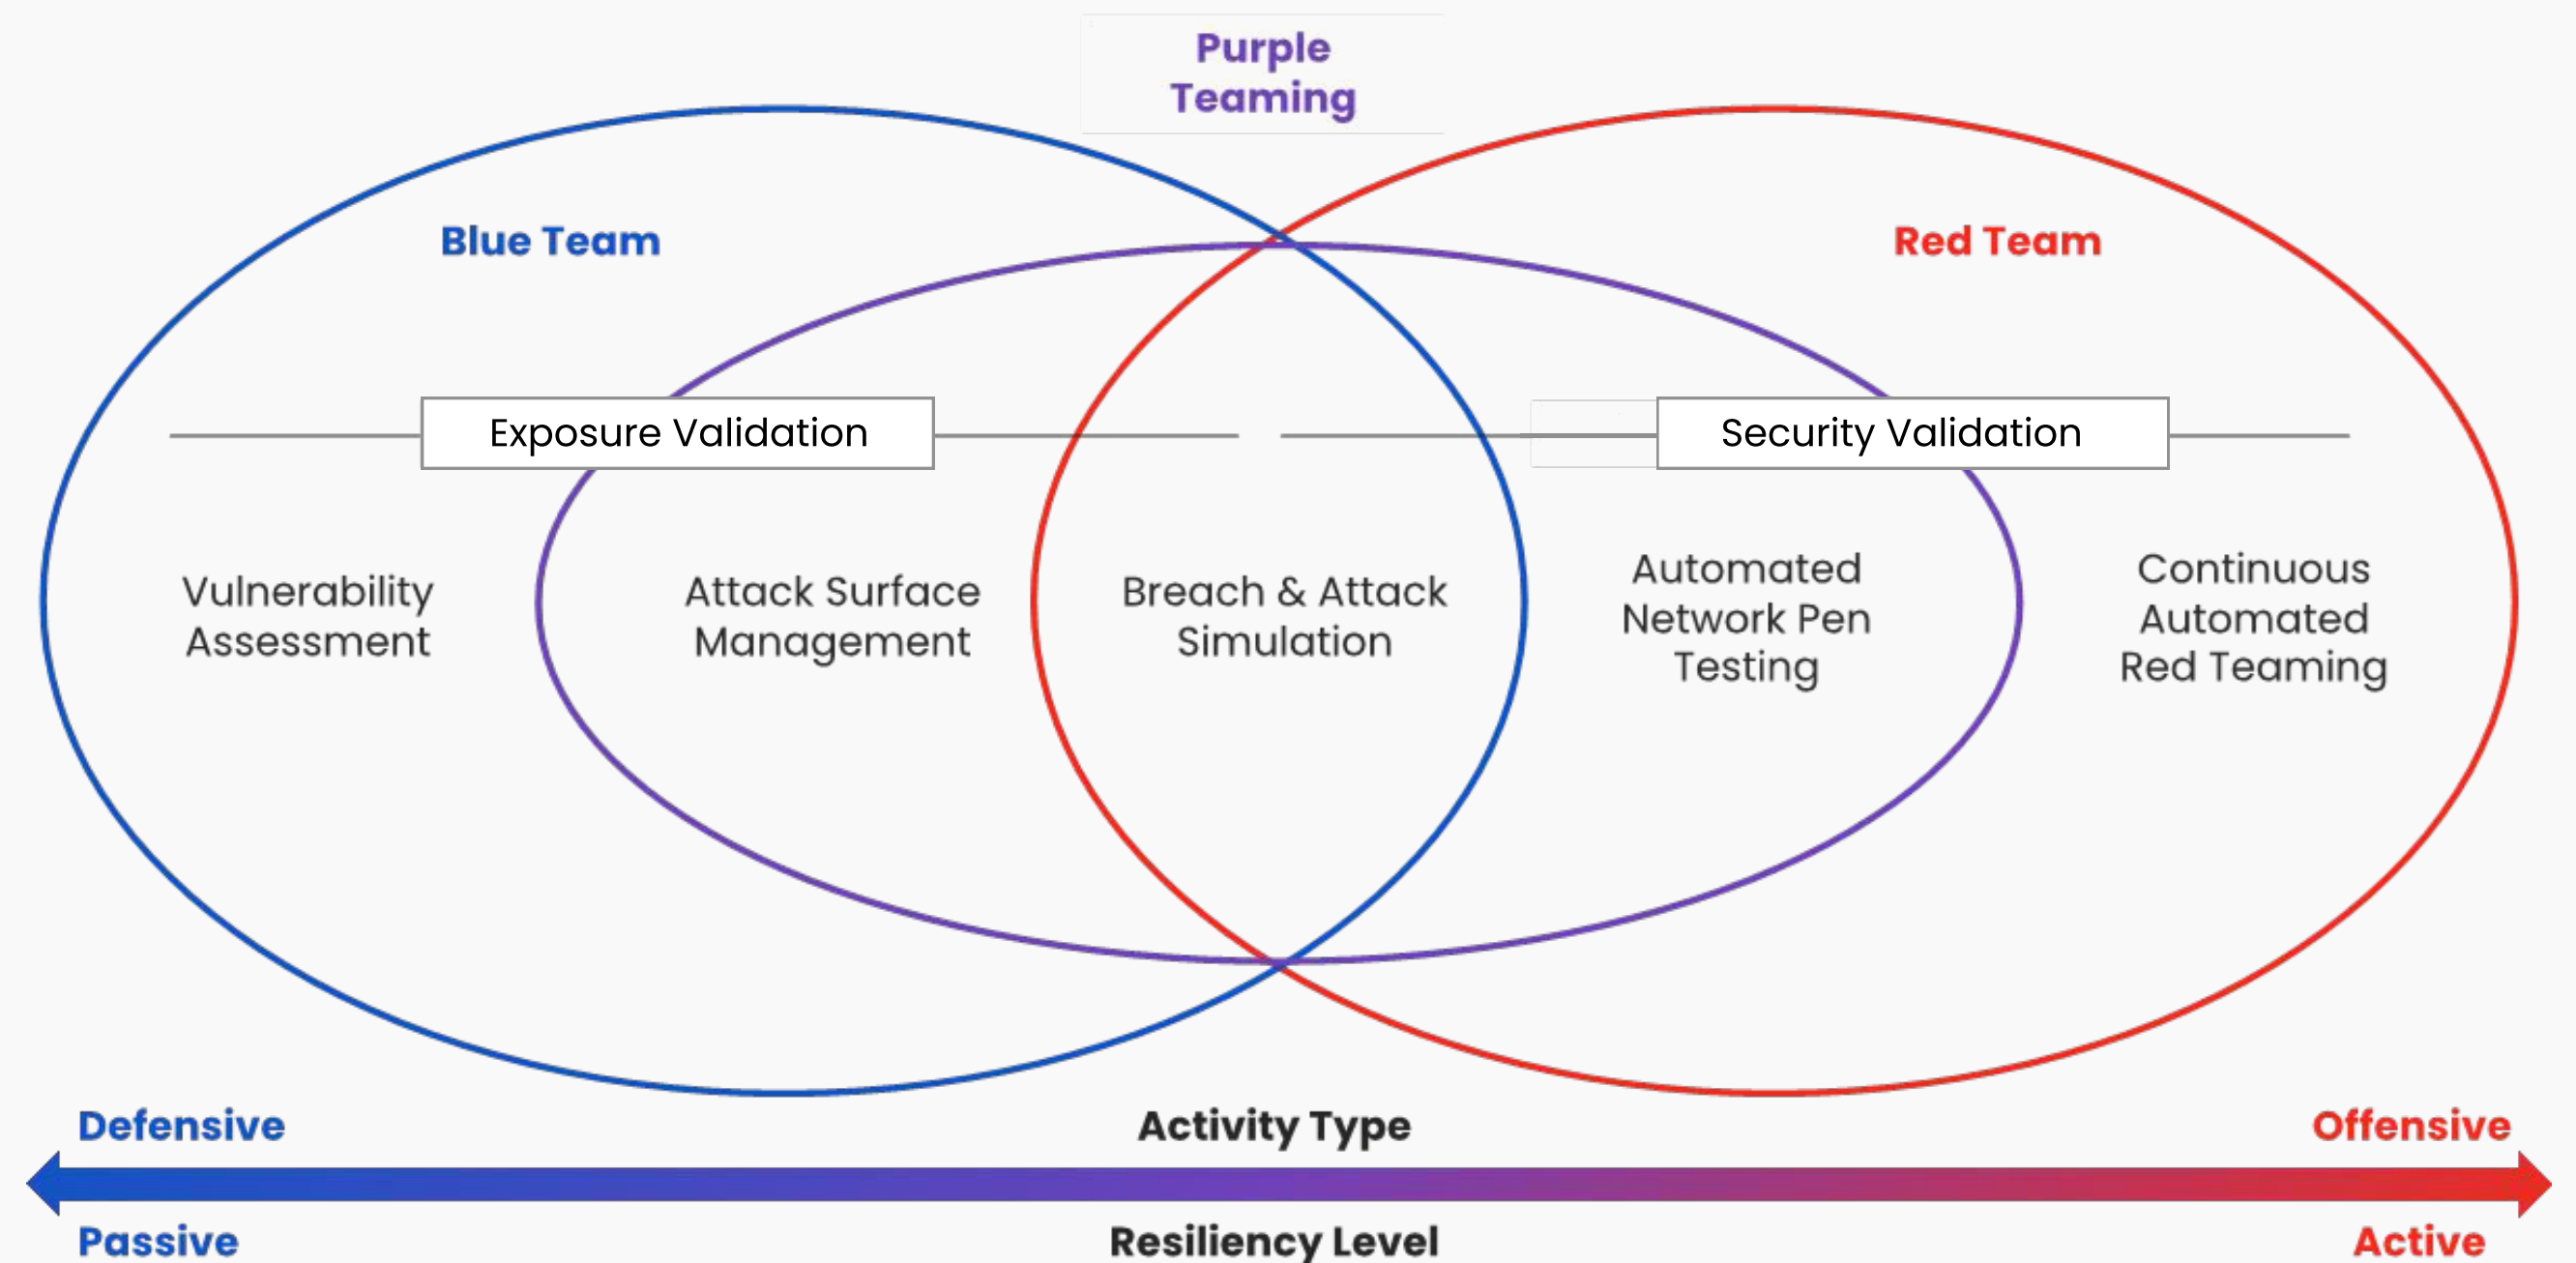 Purple
Teaming
Blue Team
Red Team
Exposure Validation
Security Validation
Vulnerability
Assessment
Attack Surface
Management
Breach & Attack
Simulation
Automated
Network Pen
Testing
Continuous
Automated
Red Teaming
Defensive
Activity Type
Offensive
Passive
Resiliency Level
Active